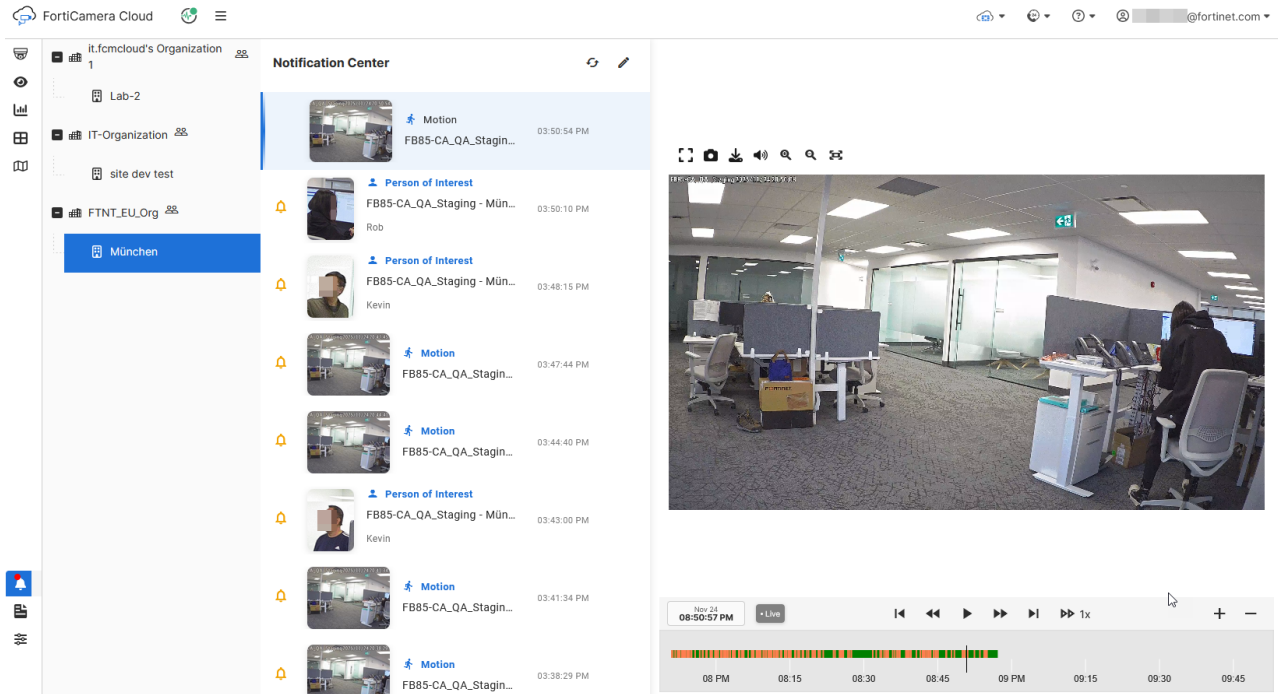 FortiCamera Cloud
@fortinet.com
it.fcmcloud's Organization
1
Lab-2
IT-Organization
site dev test
FTNT_EU_Org
München
Notification Center
Motion
FB85-CA_QA_Staging...
03:50:54 PM
Person of Interest
FB85-CA_QA_Staging - Mün...
Rob
03:50:10 PM
Person of Interest
FB85-CA_QA_Staging - Mün...
Kevin
03:48:15 PM
Motion
FB85-CA_QA_Stagin...
03:47:44 PM
Motion
FB85-CA_QA_Stagin...
03:44:40 PM
Person of Interest
FB85-CA_QA_Staging - Mün...
Kevin
03:43:00 PM
Motion
FB85-CA_QA_Stagin...
03:41:34 PM
Motion
FB85-CA_QA_Stagin...
03:38:29 PM
Nov 24
08:50:57 PM
• Live
1x
08 PM
08:15
08:30
08:45
09 PM
09:15
09:30
09:45